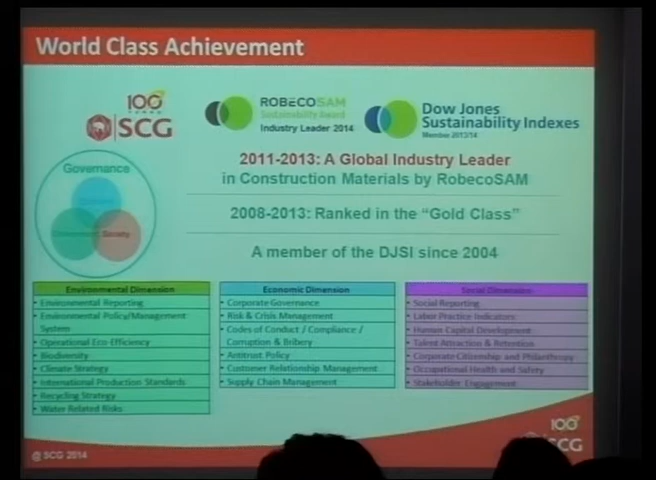 World Class Achievement
100
SCG
ROBECOSAM
Sustainability Award
Industry Leader 2014
Dow Jones
Sustainability Indexes
Member 2013/14
Governance
Society
2011-2013: A Global Industry Leader
in Construction Materials by RobecoSAM
2008-2013: Ranked in the “Gold Class”
A member of the DJSI since 2004
Environmental Dimension
• Environmental Reporting
• Environmental Policy/Management
System
• Operational Eco-Efficiency
• Biodiversity
• Climate Strategy
• International Production Standards
• Recycling Strategy
• Water Related Risks
Economic Dimension
• Corporate Governance
• Risk & Crisis Management
• Codes of Conduct / Compliance /
Corruption & Bribery
• Antitrust Policy
• Customer Relationship Management
• Supply Chain Management
Social Dimension
• Social Reporting
• Labor Practice Indicators
• Human Capital Development
• Talent Attraction & Retention
• Corporate Citizenship and Philanthropy
• Occupational Health and Safety
• Stakeholder Engagement
@ SCG 2014
100
SCG